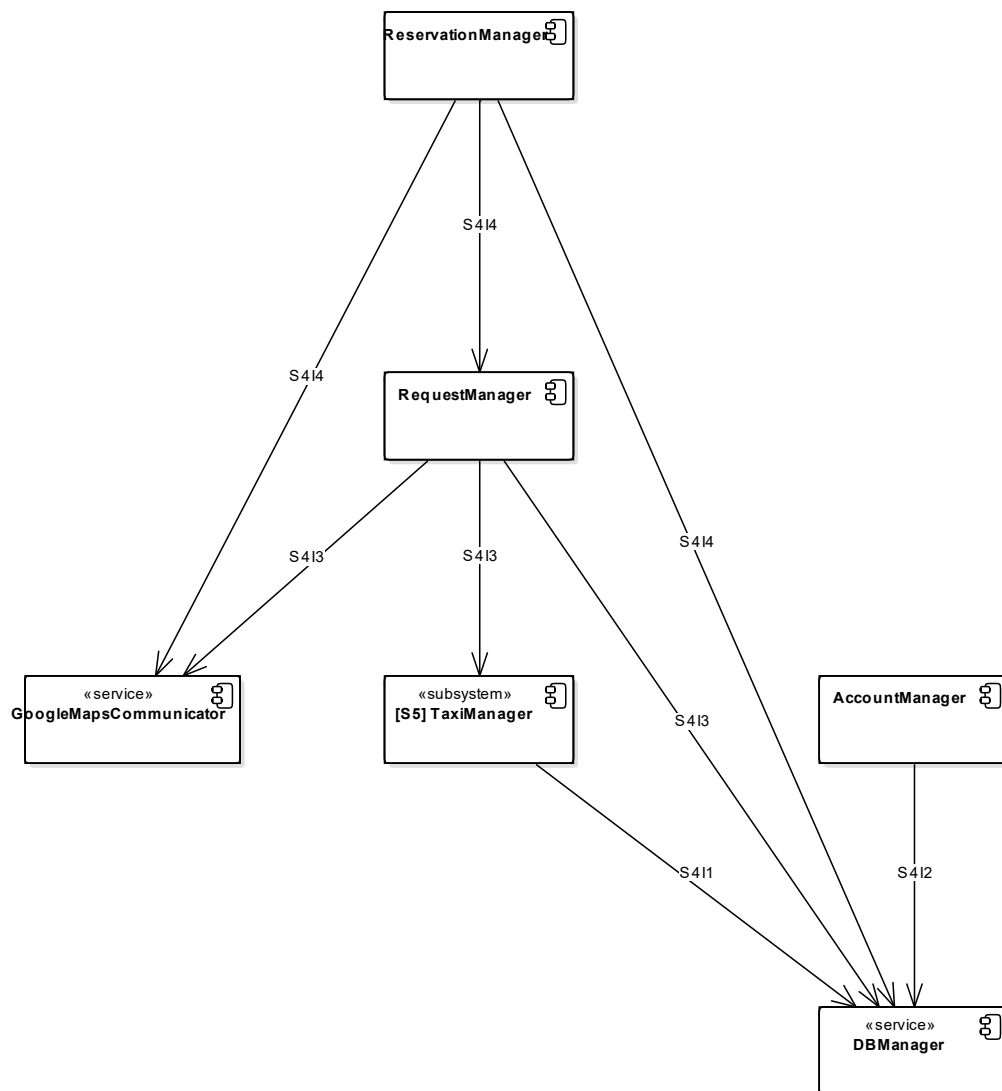 ReservationManager
S4I4
S4I4
RequestManager
S4I4
S4I3
S4I3
«service»
GoogleMapsCommunicator
«subsystem»
[S5] TaxiManager
AccountManager
S4I3
S4I1
S4I2
«service»
DBManager